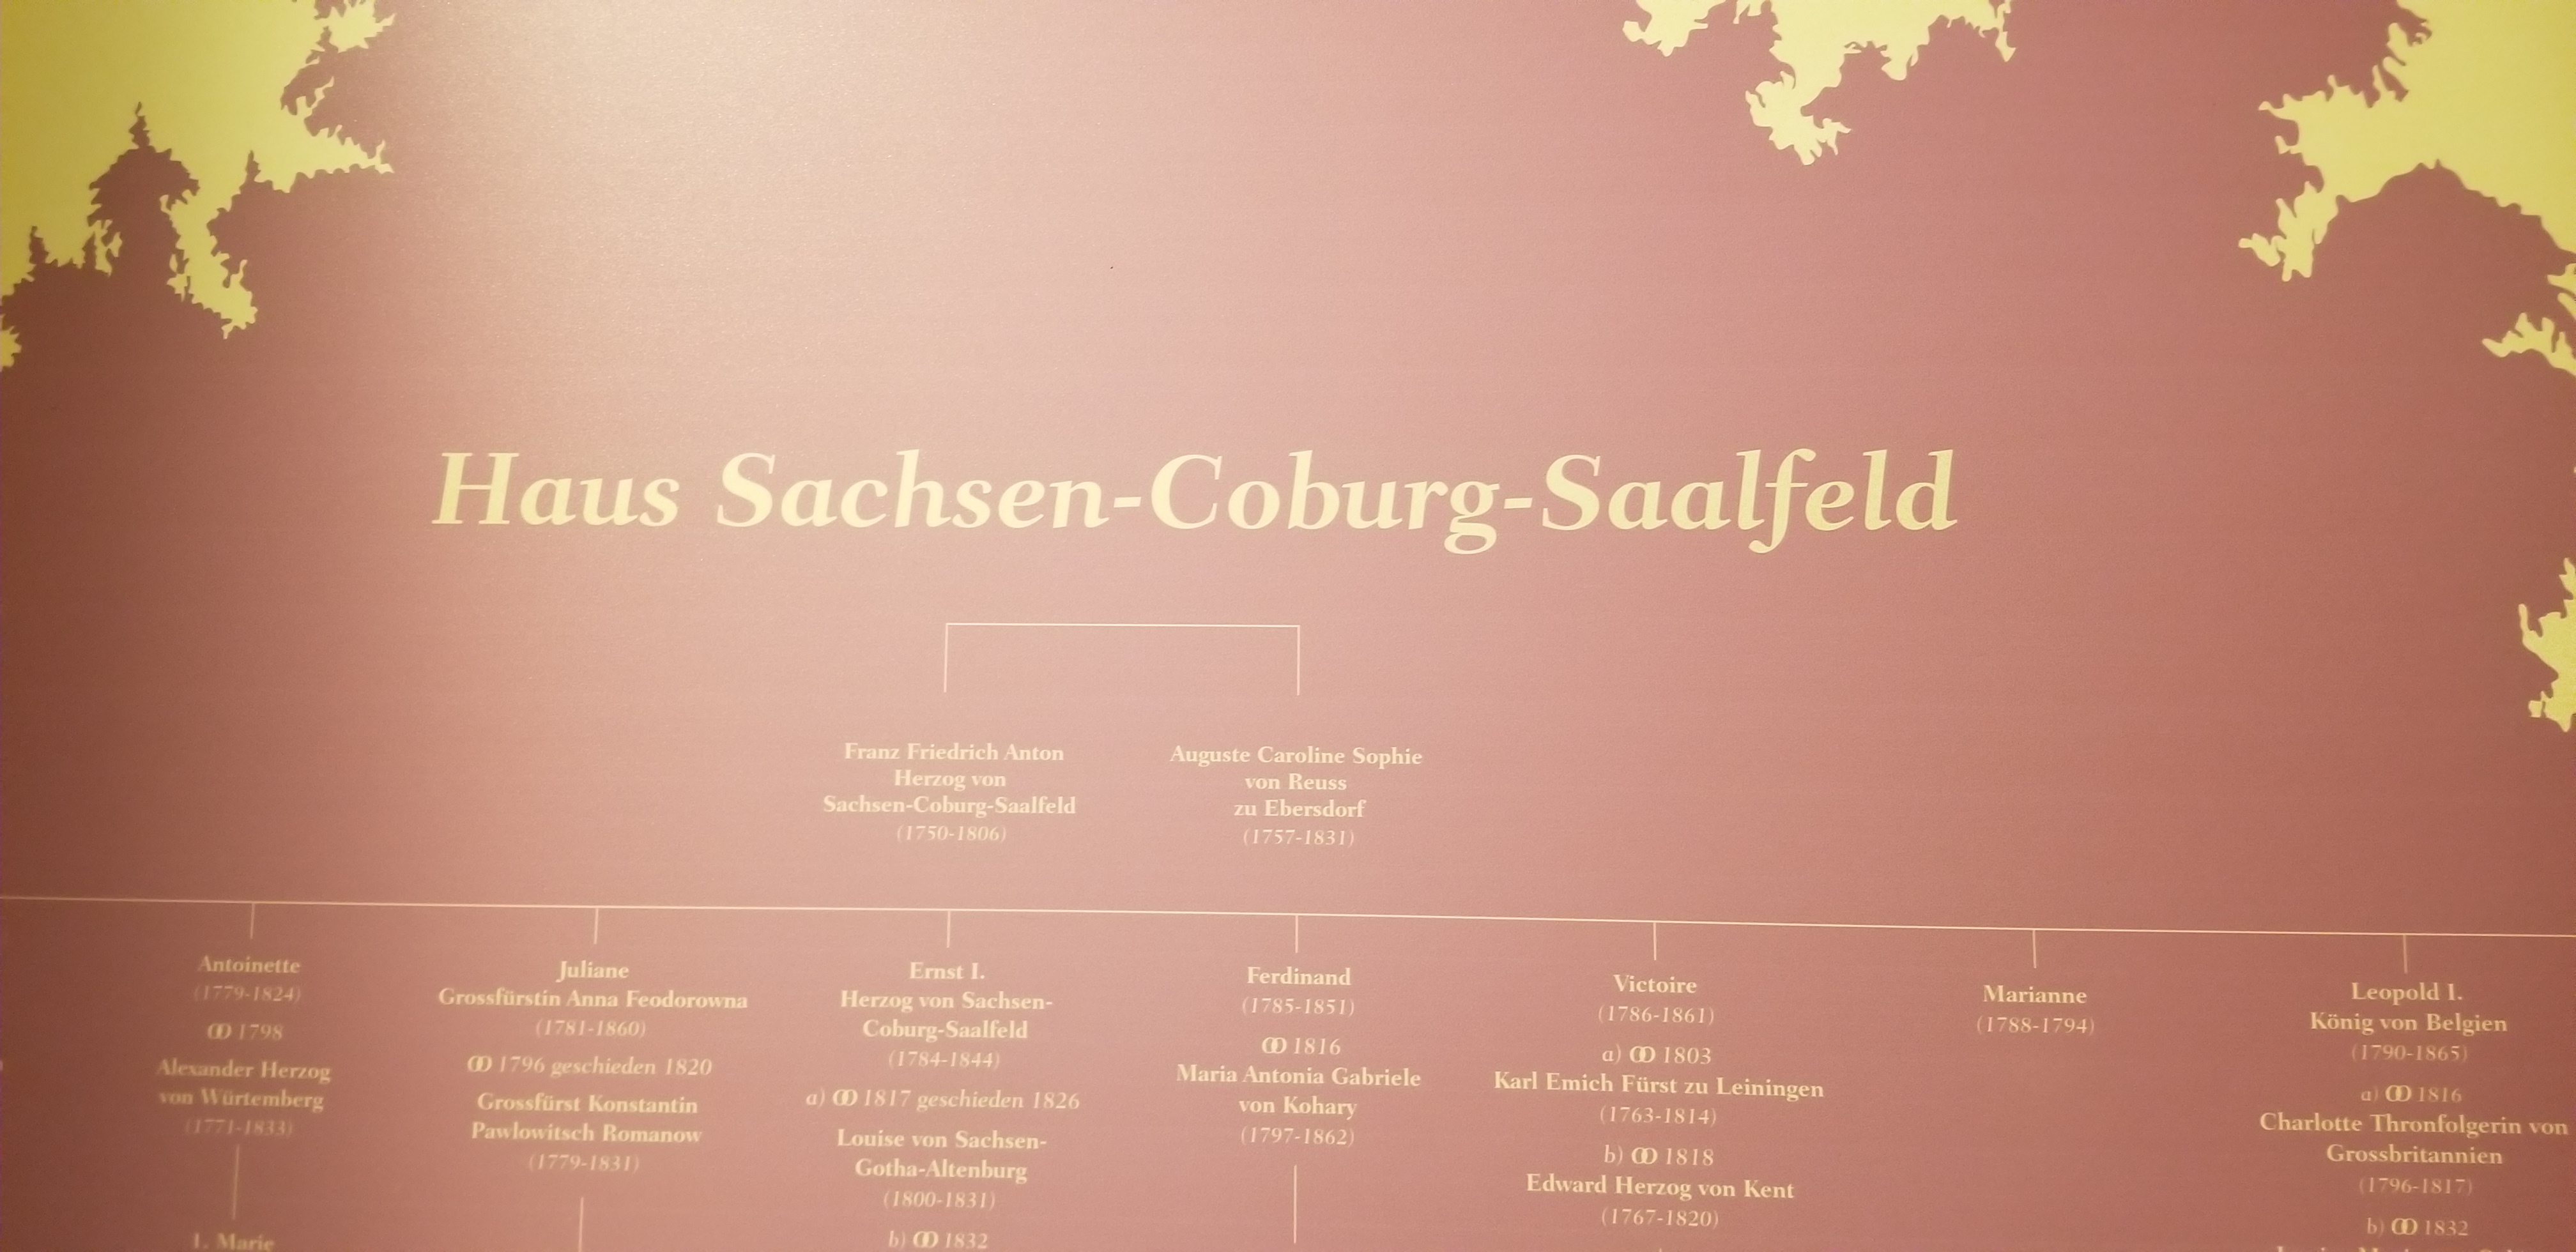 Haus Sachsen-Coburg-Saalfeld
Franz Friedrich Anton
Herzog von
Sachsen-Coburg-Saalfeld
(1750-1806)
Auguste Caroline Sophie
von Reuss
zu Ebersdorf
(1757-1831)
Antoinette
(1779-1824)
ꝏ 1798
Alexander Herzog
von Würtemberg
(1771-1833)
1. Marie
Juliane
Grossfürstin Anna Feodorowna
(1781-1860)
ꝏ 1796 geschieden 1820
Grossfürst Konstantin
Pawlowitsch Romanow
(1779-1831)
Ernst I.
Herzog von Sachsen-
Coburg-Saalfeld
(1784-1844)
a) ꝏ 1817 geschieden 1826
Louise von Sachsen-
Gotha-Altenburg
(1800-1831)
b) ꝏ 1832
Ferdinand
(1785-1851)
ꝏ 1816
Maria Antonia Gabriele
von Kohary
(1797-1862)
Victoire
(1786-1861)
a) ꝏ 1803
Karl Emich Fürst zu Leiningen
(1763-1814)
b) ꝏ 1818
Edward Herzog von Kent
(1767-1820)
Marianne
(1788-1794)
Leopold I.
König von Belgien
(1790-1865)
a) ꝏ 1816
Charlotte Thronfolgerin von
Grossbritannien
(1796-1817)
b) ꝏ 1832